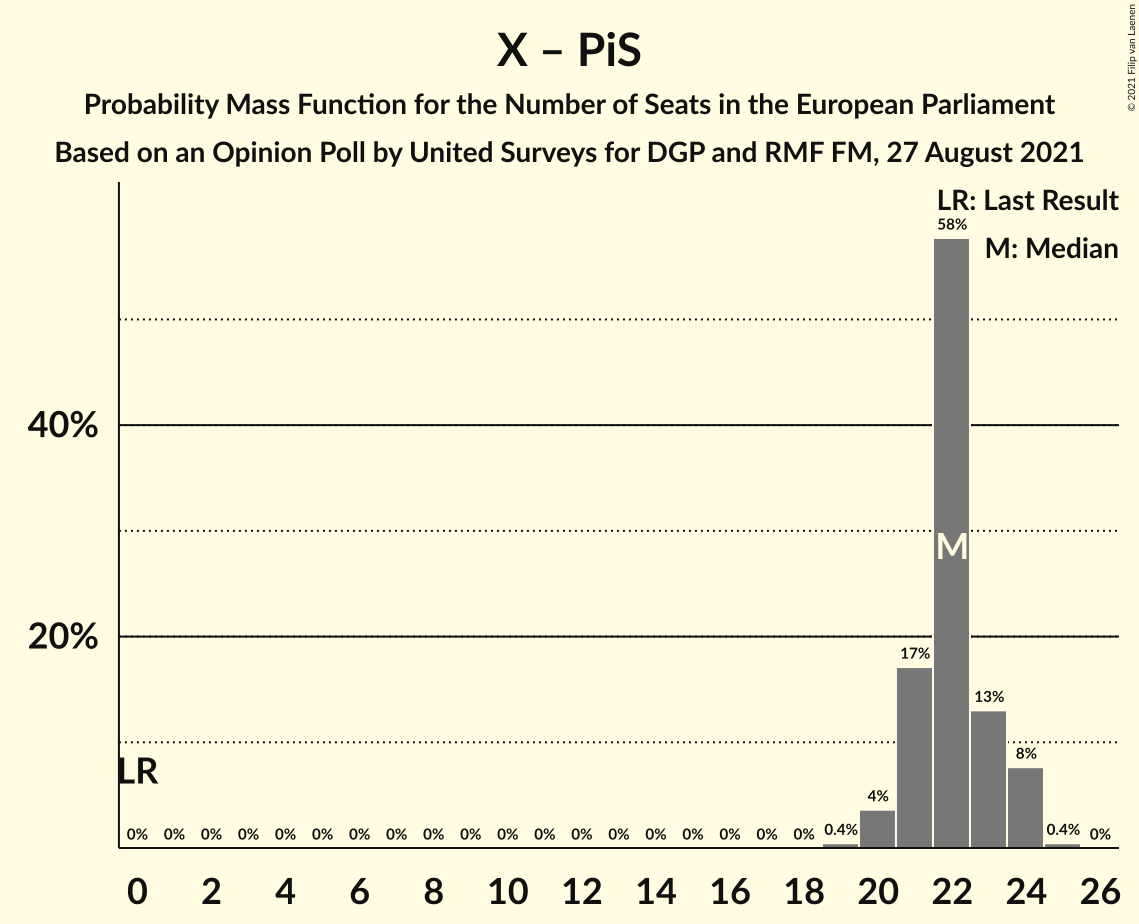 X – PiS
Probability Mass Function for the Number of Seats in the European Parliament
Based on an Opinion Poll by United Surveys for DGP and RMF FM, 27 August 2021
© 2021 Filip van Laenen
LR: Last Result
M: Median
58%
40%
M
20%
17%
13%
8%
LR
4%
0% 0% 0% 0% 0% 0% 0% 0% 0% 0% 0% 0% 0% 0% 0% 0% 0% 0% 0% 0.4% 0.4% 0%
0 2 4 6 8 10 12 14 16 18 20 22 24 26